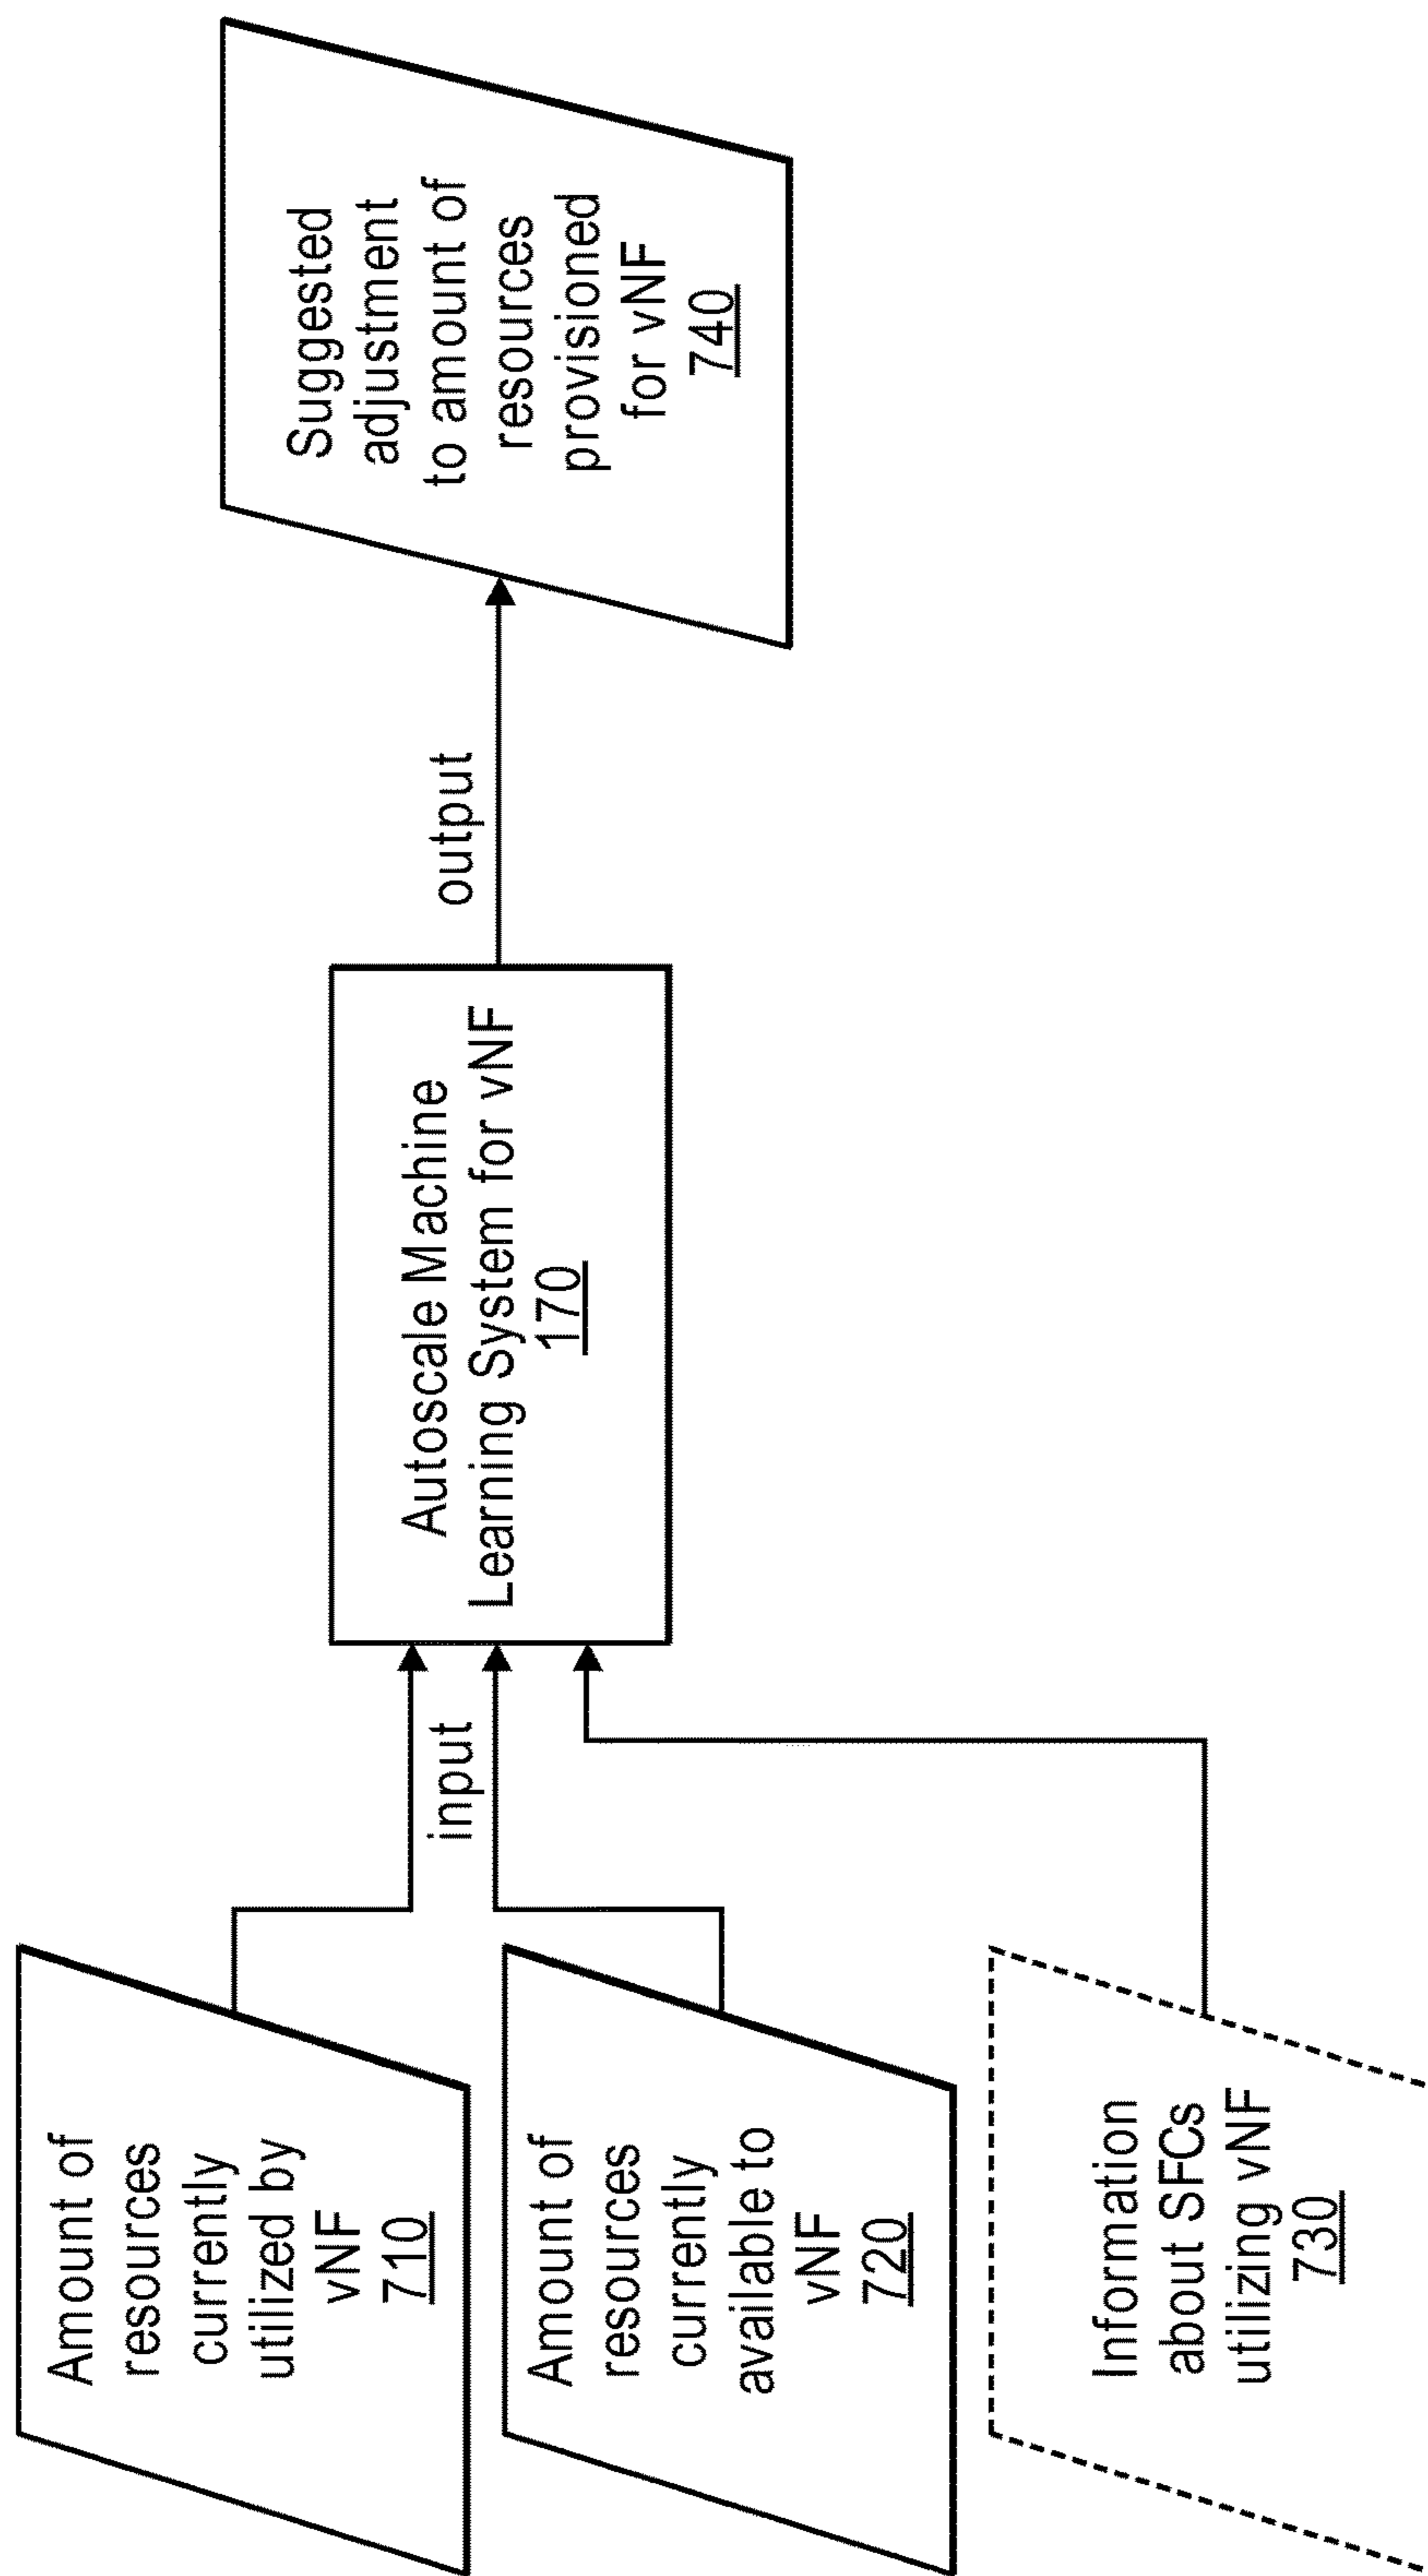 Amount of
resources
currently
utilized by
vNF
710
Amount of
resources
currently
available to
vNF
720
Information
about SFCs
utilizing vNF
730
input
Autoscale Machine
Learning System for vNF
170
output
Suggested
adjustment
to amount of
resources
provisioned
for vNF
740